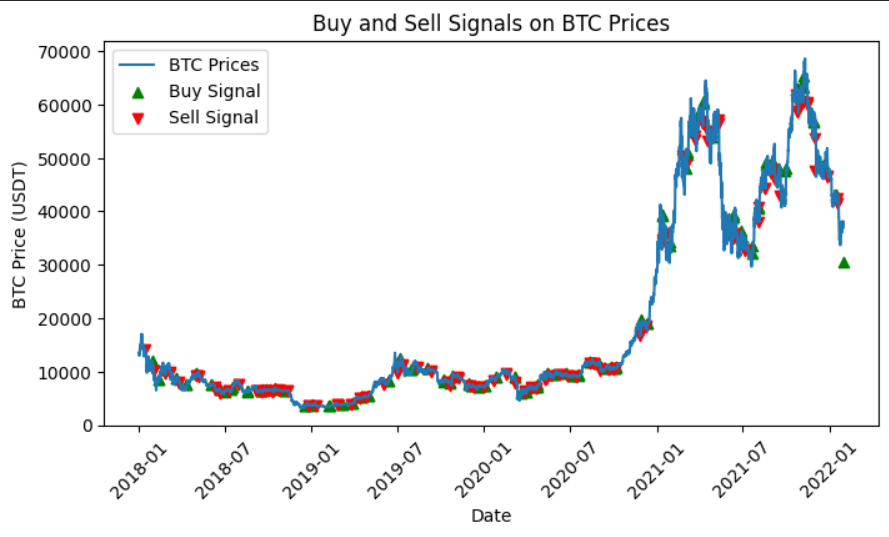 Buy and Sell Signals on BTC Prices
BTC Prices
Buy Signal
Sell Signal
BTC Price (USDT)
70000
60000
50000
40000
30000
20000
10000
0
2018-01
2018-07
2019-01
2019-07
2020-01
2020-07
2021-01
2021-07
2022-01
Date